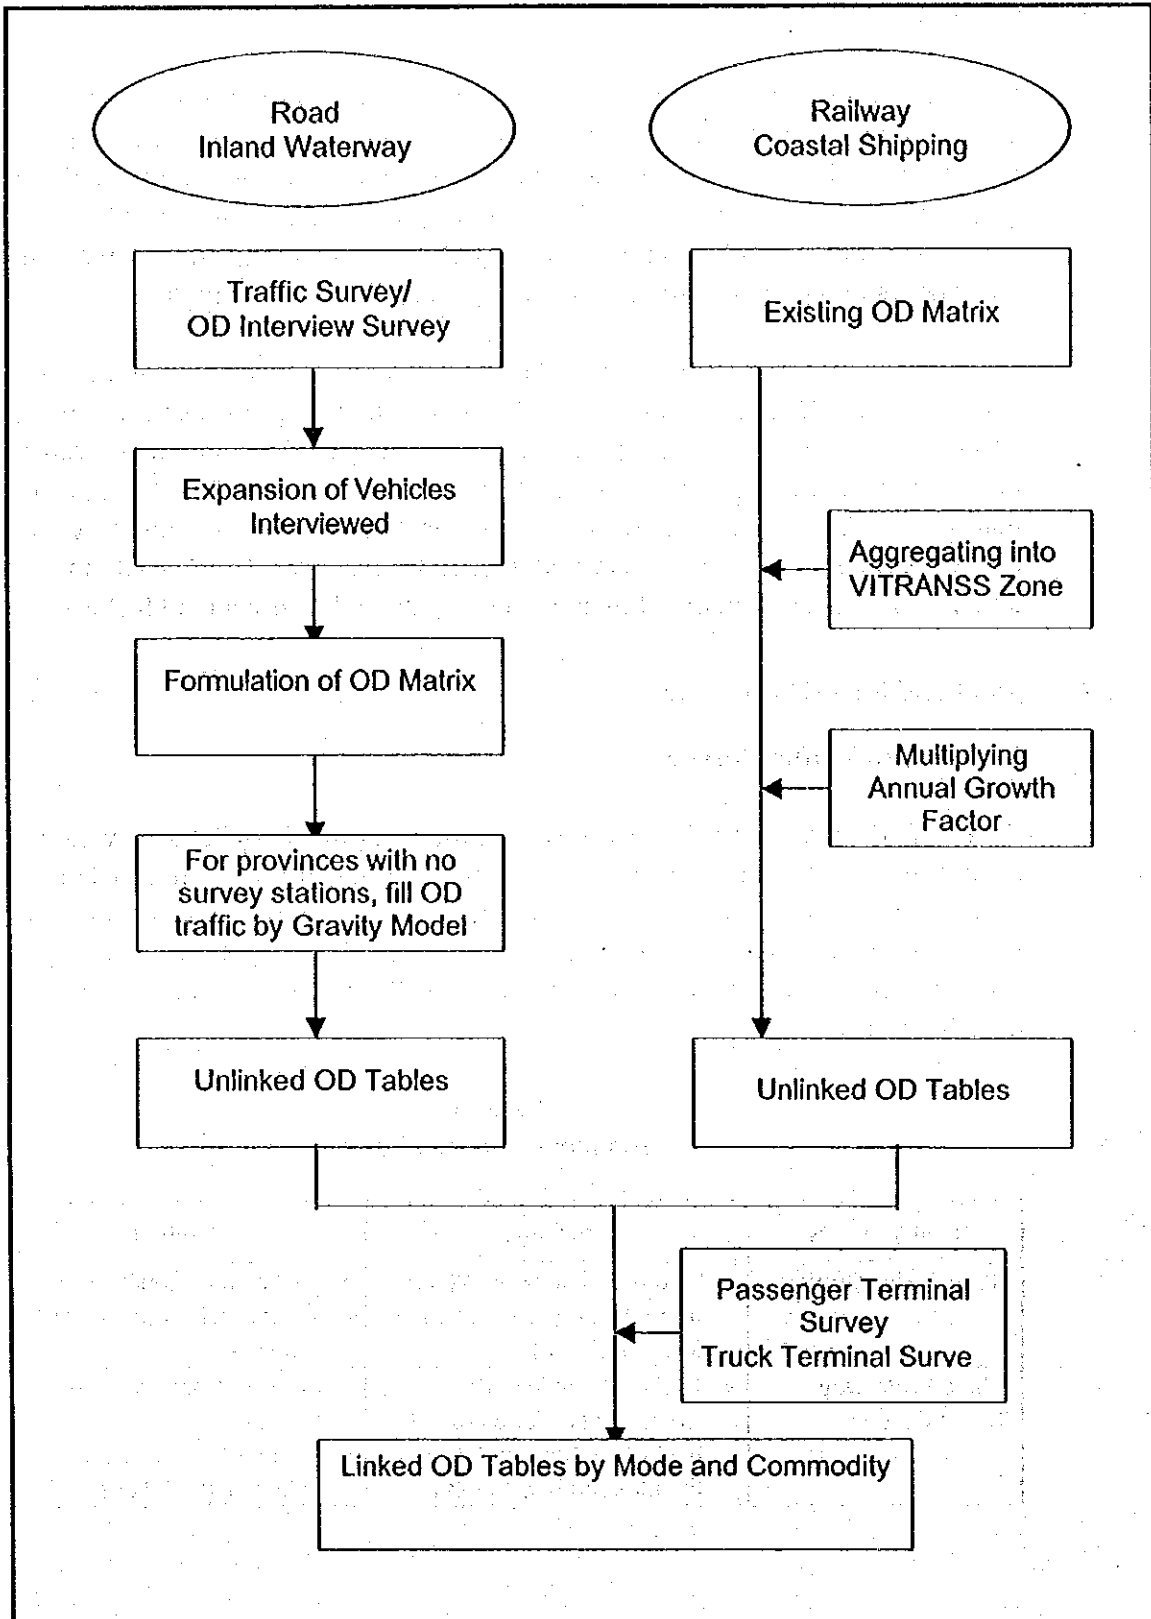 Road
Inland Waterway
Railway
Coastal Shipping
Traffic Survey/
OD Interview Survey
Existing OD Matrix
Expansion of Vehicles
Interviewed
Aggregating into
VITRANSS Zone
Formulation of OD Matrix
Multiplying
Annual Growth
Factor
For provinces with no
survey stations, fill OD
traffic by Gravity Model
Unlinked OD Tables
Unlinked OD Tables
Passenger Terminal
Survey
Truck Terminal Surve
Linked OD Tables by Mode and Commodity